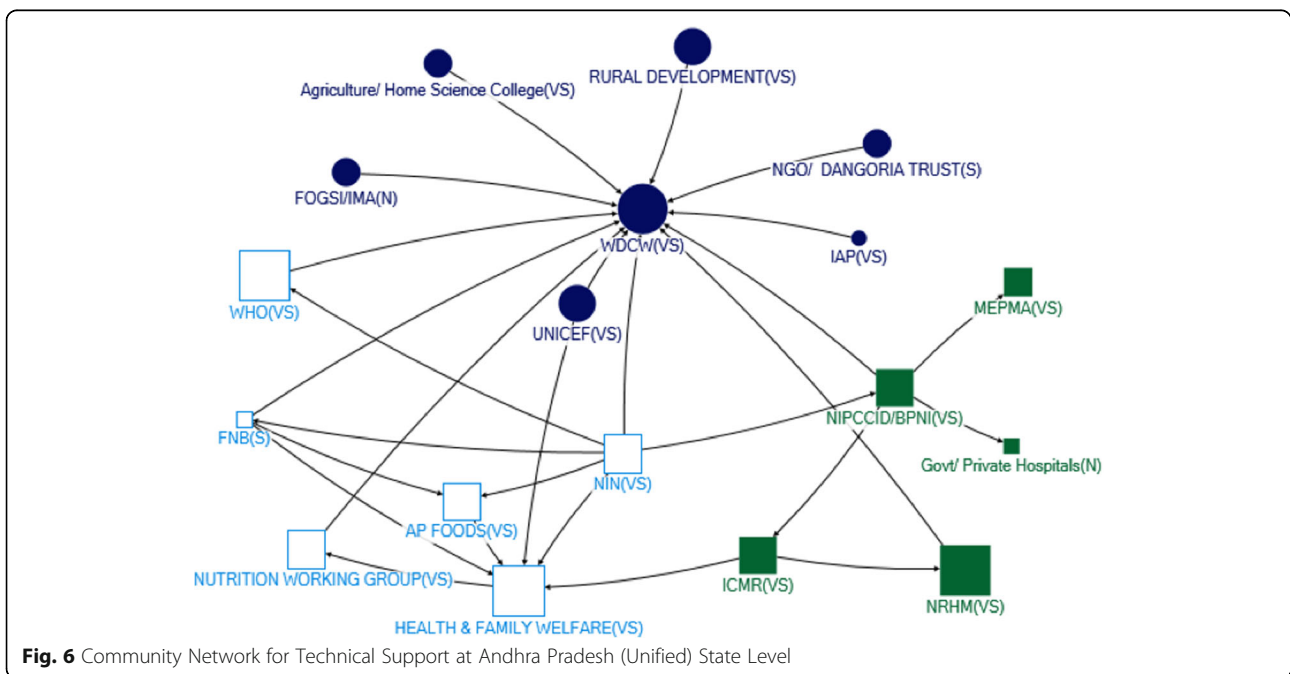 RURAL DEVELOPMENT(VS)
Agriculture/ Home Science College(VS)
NGO/ DANGORIA TRUST(S)
FOGSI/IMA(N)
WDCW(VS)
IAP(VS)
WHO(VS)
MEPMA(VS)
UNICEF(VS)
NIPCCID/BPNI(VS)
FNB(S)
Govt/ Private Hospitals(N)
NIN(VS)
AP FOODS(VS)
NUTRITION WORKING GROUP(VS)
ICMR(VS)
NRHM(VS)
HEALTH & FAMILY WELFARE(VS)
Fig. 6 Community Network for Technical Support at Andhra Pradesh (Unified) State Level